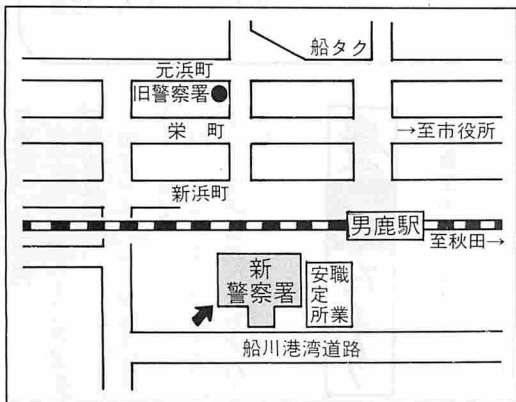 船タク
元浜町
旧警察署
栄町
→至市役所
新浜町
男鹿駅
至秋田→
新
警察署
職業
安定所
船川港湾道路